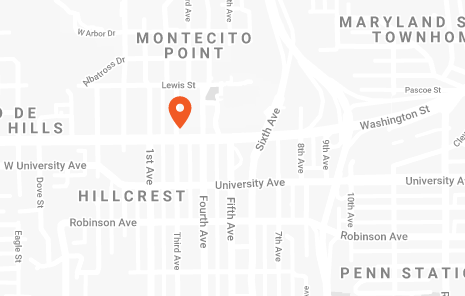 MARYLAND S
TOWNHOM
W Arbor Dr
3rd Ave
MONTECITO
POINT
Albatross Dr
Lewis St
Pascoe St
O DE
HILLS
Washington St
Sixth Ave
8th Ave
9th Ave
1st Ave
W University Ave
Dove St
University Ave
University A
HILLCREST
Fourth Ave
Fifth Ave
10th Ave
Robinson Ave
Robinson Ave
Eagle St
Third Ave
7th Ave
PENN STATIO